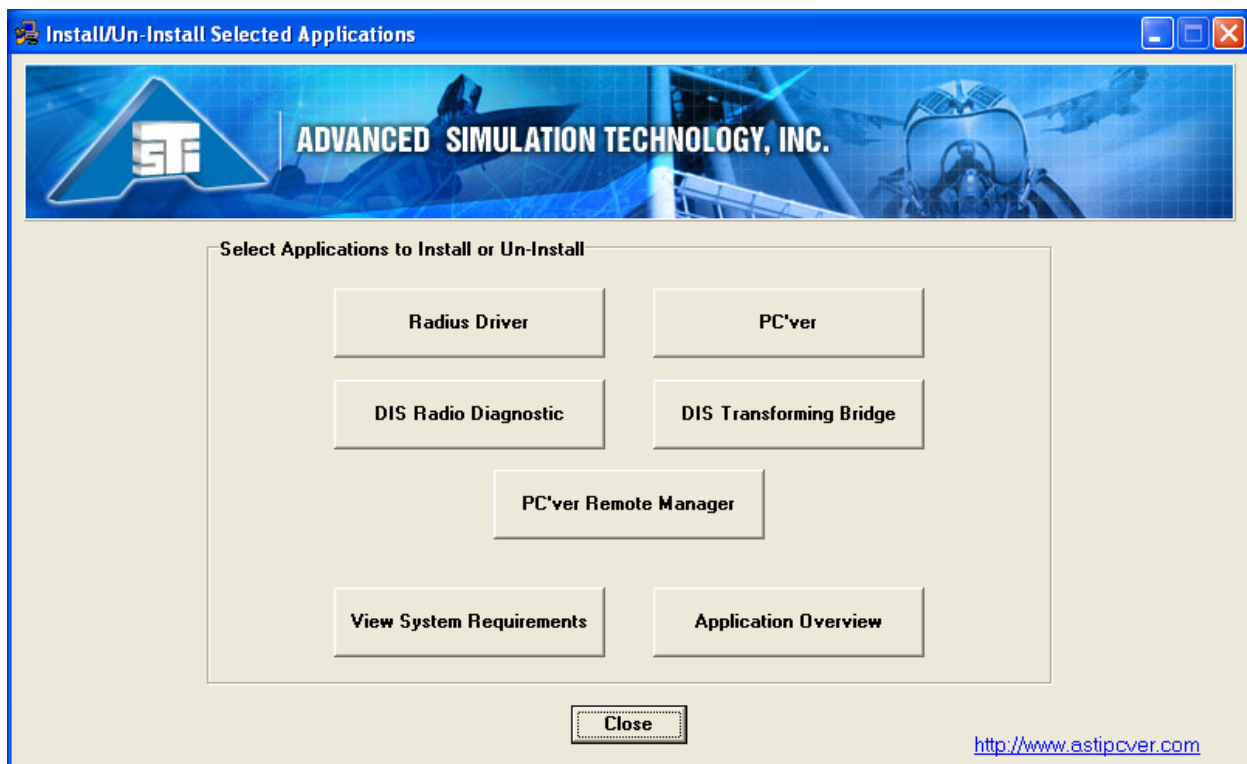 Install/Un-Install Selected Applications
STi
ADVANCED SIMULATION TECHNOLOGY, INC.
Select Applications to Install or Un-Install
Radius Driver
PC'ver
DIS Radio Diagnostic
DIS Transforming Bridge
PC'ver Remote Manager
View System Requirements
Application Overview
Close
http://www.astipcver.com